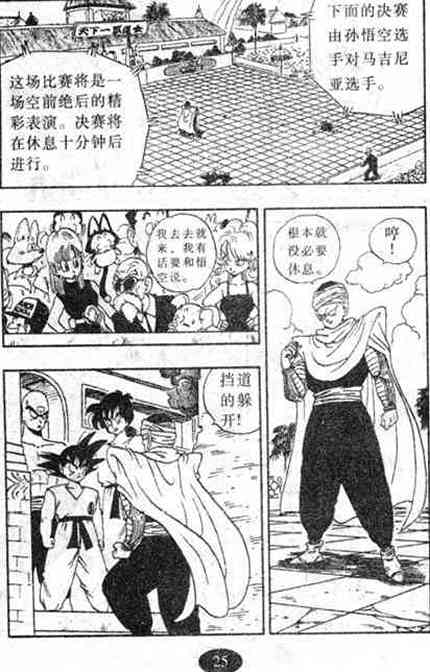 下面的决赛
由孙悟空选
手对马吉尼
亚选手。
天下一
这场比赛将是一
场空前绝后的精
彩表演。决赛将
在休息十分钟后
进行。
哼!
根本就
没必要
休息。
我去去就
来,我有
话要和悟
空说。
挡道
的躲
开!
25